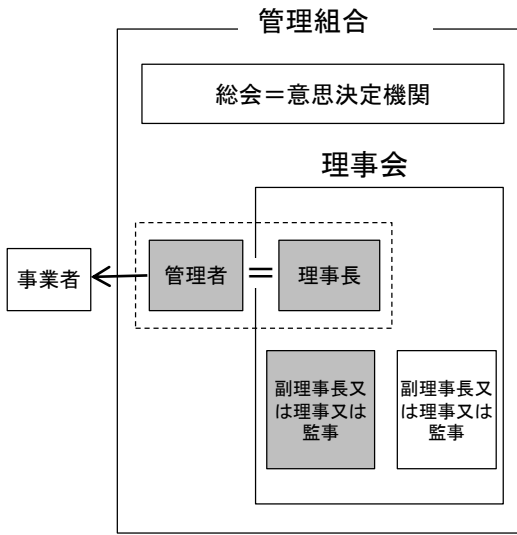 管理組合
総会＝意思決定機関
理事会
事業者
管理者
＝
理事長
副理事長又
は理事又は
監事
副理事長又
は理事又は
監事